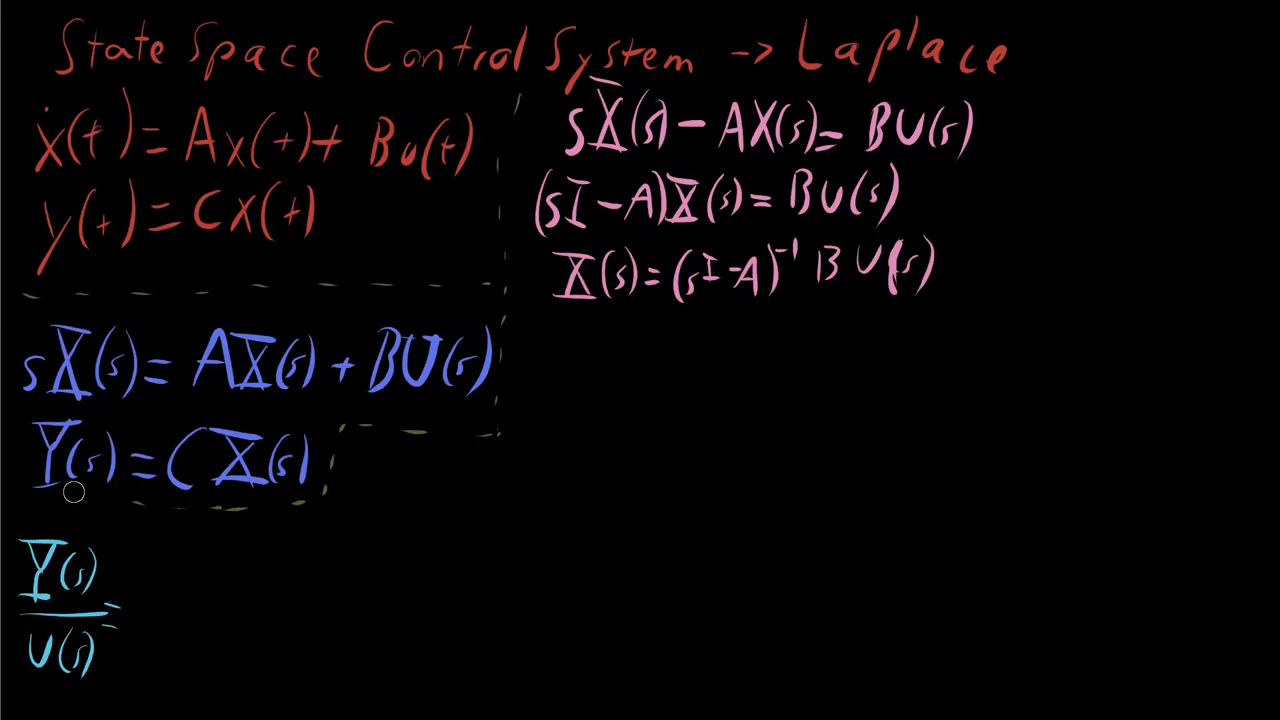 State Space Control System → Laplace
ẋ(t) = Ax(t) + Bu(t)
y(t) = Cx(t)
sX(s) = AX(s) + BU(s)
Y(s) = CX(s)
Y(s)
U(s) =
sX(s) - AX(s) = BU(s)
(sI - A)X(s) = BU(s)
X(s) = (sI - A)⁻¹ BU(s)